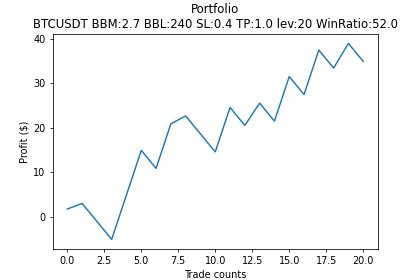 Portfolio
BTCUSDT BBM:2.7 BBL:240 SL:0.4 TP:1.0 lev:20 WinRatio:52.0
40
30
20
10
0
Profit ($)
0.0 2.5 5.0 7.5 10.0 12.5 15.0 17.5 20.0
Trade counts